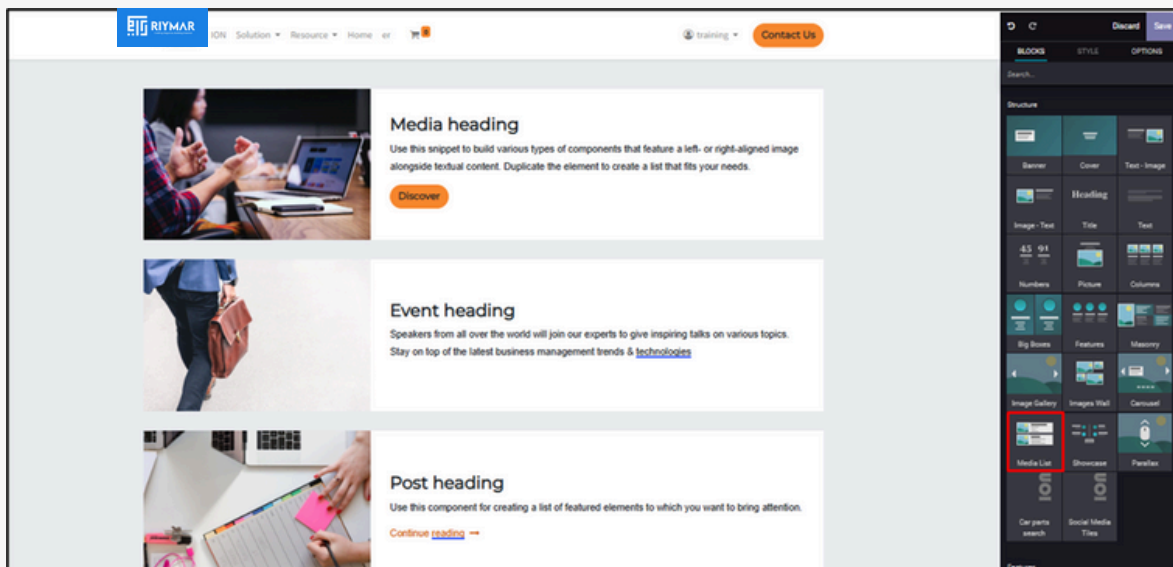 RIYMAR
ION Solution Resource Home er 0
training Contact Us
Media heading
Use this snippet to build various types of components that feature a left- or right-aligned image
alongside textual content. Duplicate the element to create a list that fits your needs.
Discover
Event heading
Speakers from all over the world will join our experts to give inspiring talks on various topics.
Stay on top of the latest business management trends & technologies
Post heading
Use this component for creating a list of featured elements to which you want to bring attention.
Continue reading →
Discard Save
BLOCKS STYLE OPTIONS
Search...
Structure
Banner Cover Text - Image
Heading
Image - Text Title Text
45 91
Numbers Picture Columns
Big Boxes Features Masonry
Image Gallery Images Wall Carousel
Media List Showcase Parallax
ION ION
Car parts search
Social Media Tiles
Features